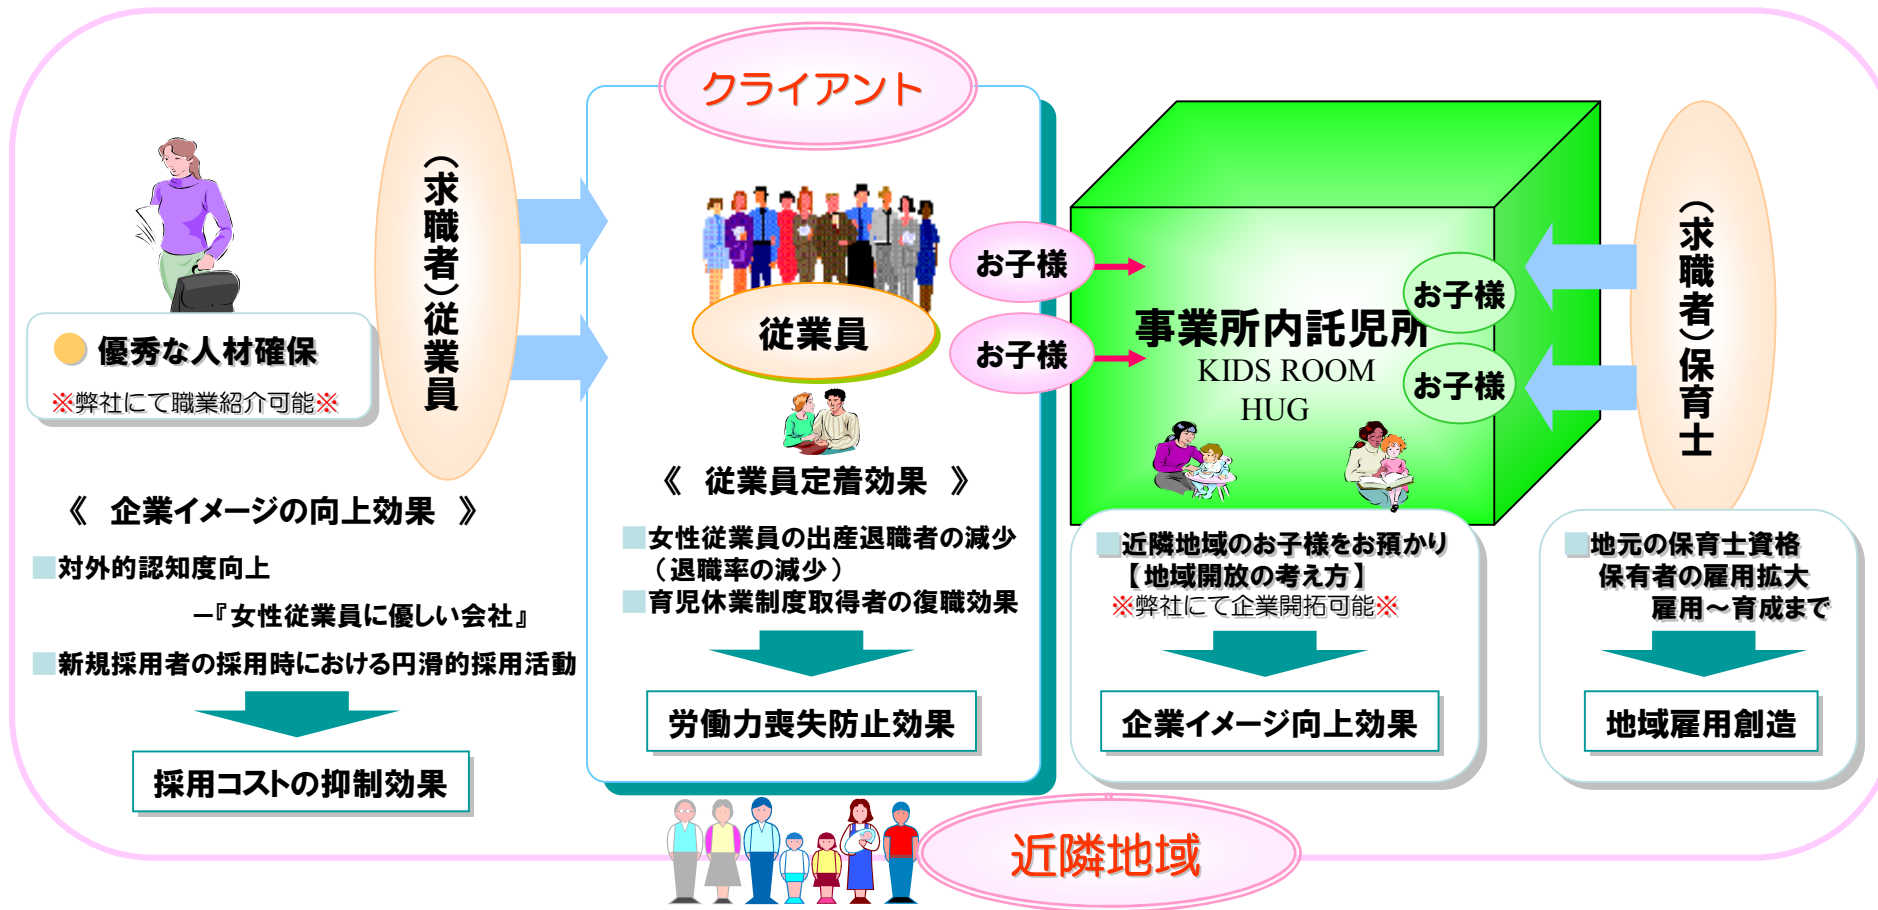 クライアント
(求職者)従業員
優秀な人材確保
※弊社にて職業紹介可能※
《 企業イメージの向上効果 》
■対外的認知度向上
－『女性従業員に優しい会社』
■新規採用者の採用時における円滑的採用活動
採用コストの抑制効果
従業員
《 従業員定着効果 》
■女性従業員の出産退職者の減少
（退職率の減少）
■育児休業制度取得者の復職効果
労働力喪失防止効果
お子様
お子様
事業所内託児所
KIDS ROOM
HUG
お子様
お子様
■近隣地域のお子様をお預かり
【地域開放の考え方】
※弊社にて企業開拓可能※
企業イメージ向上効果
(求職者)保育士
■地元の保育士資格
保有者の雇用拡大
雇用～育成まで
地域雇用創造
近隣地域